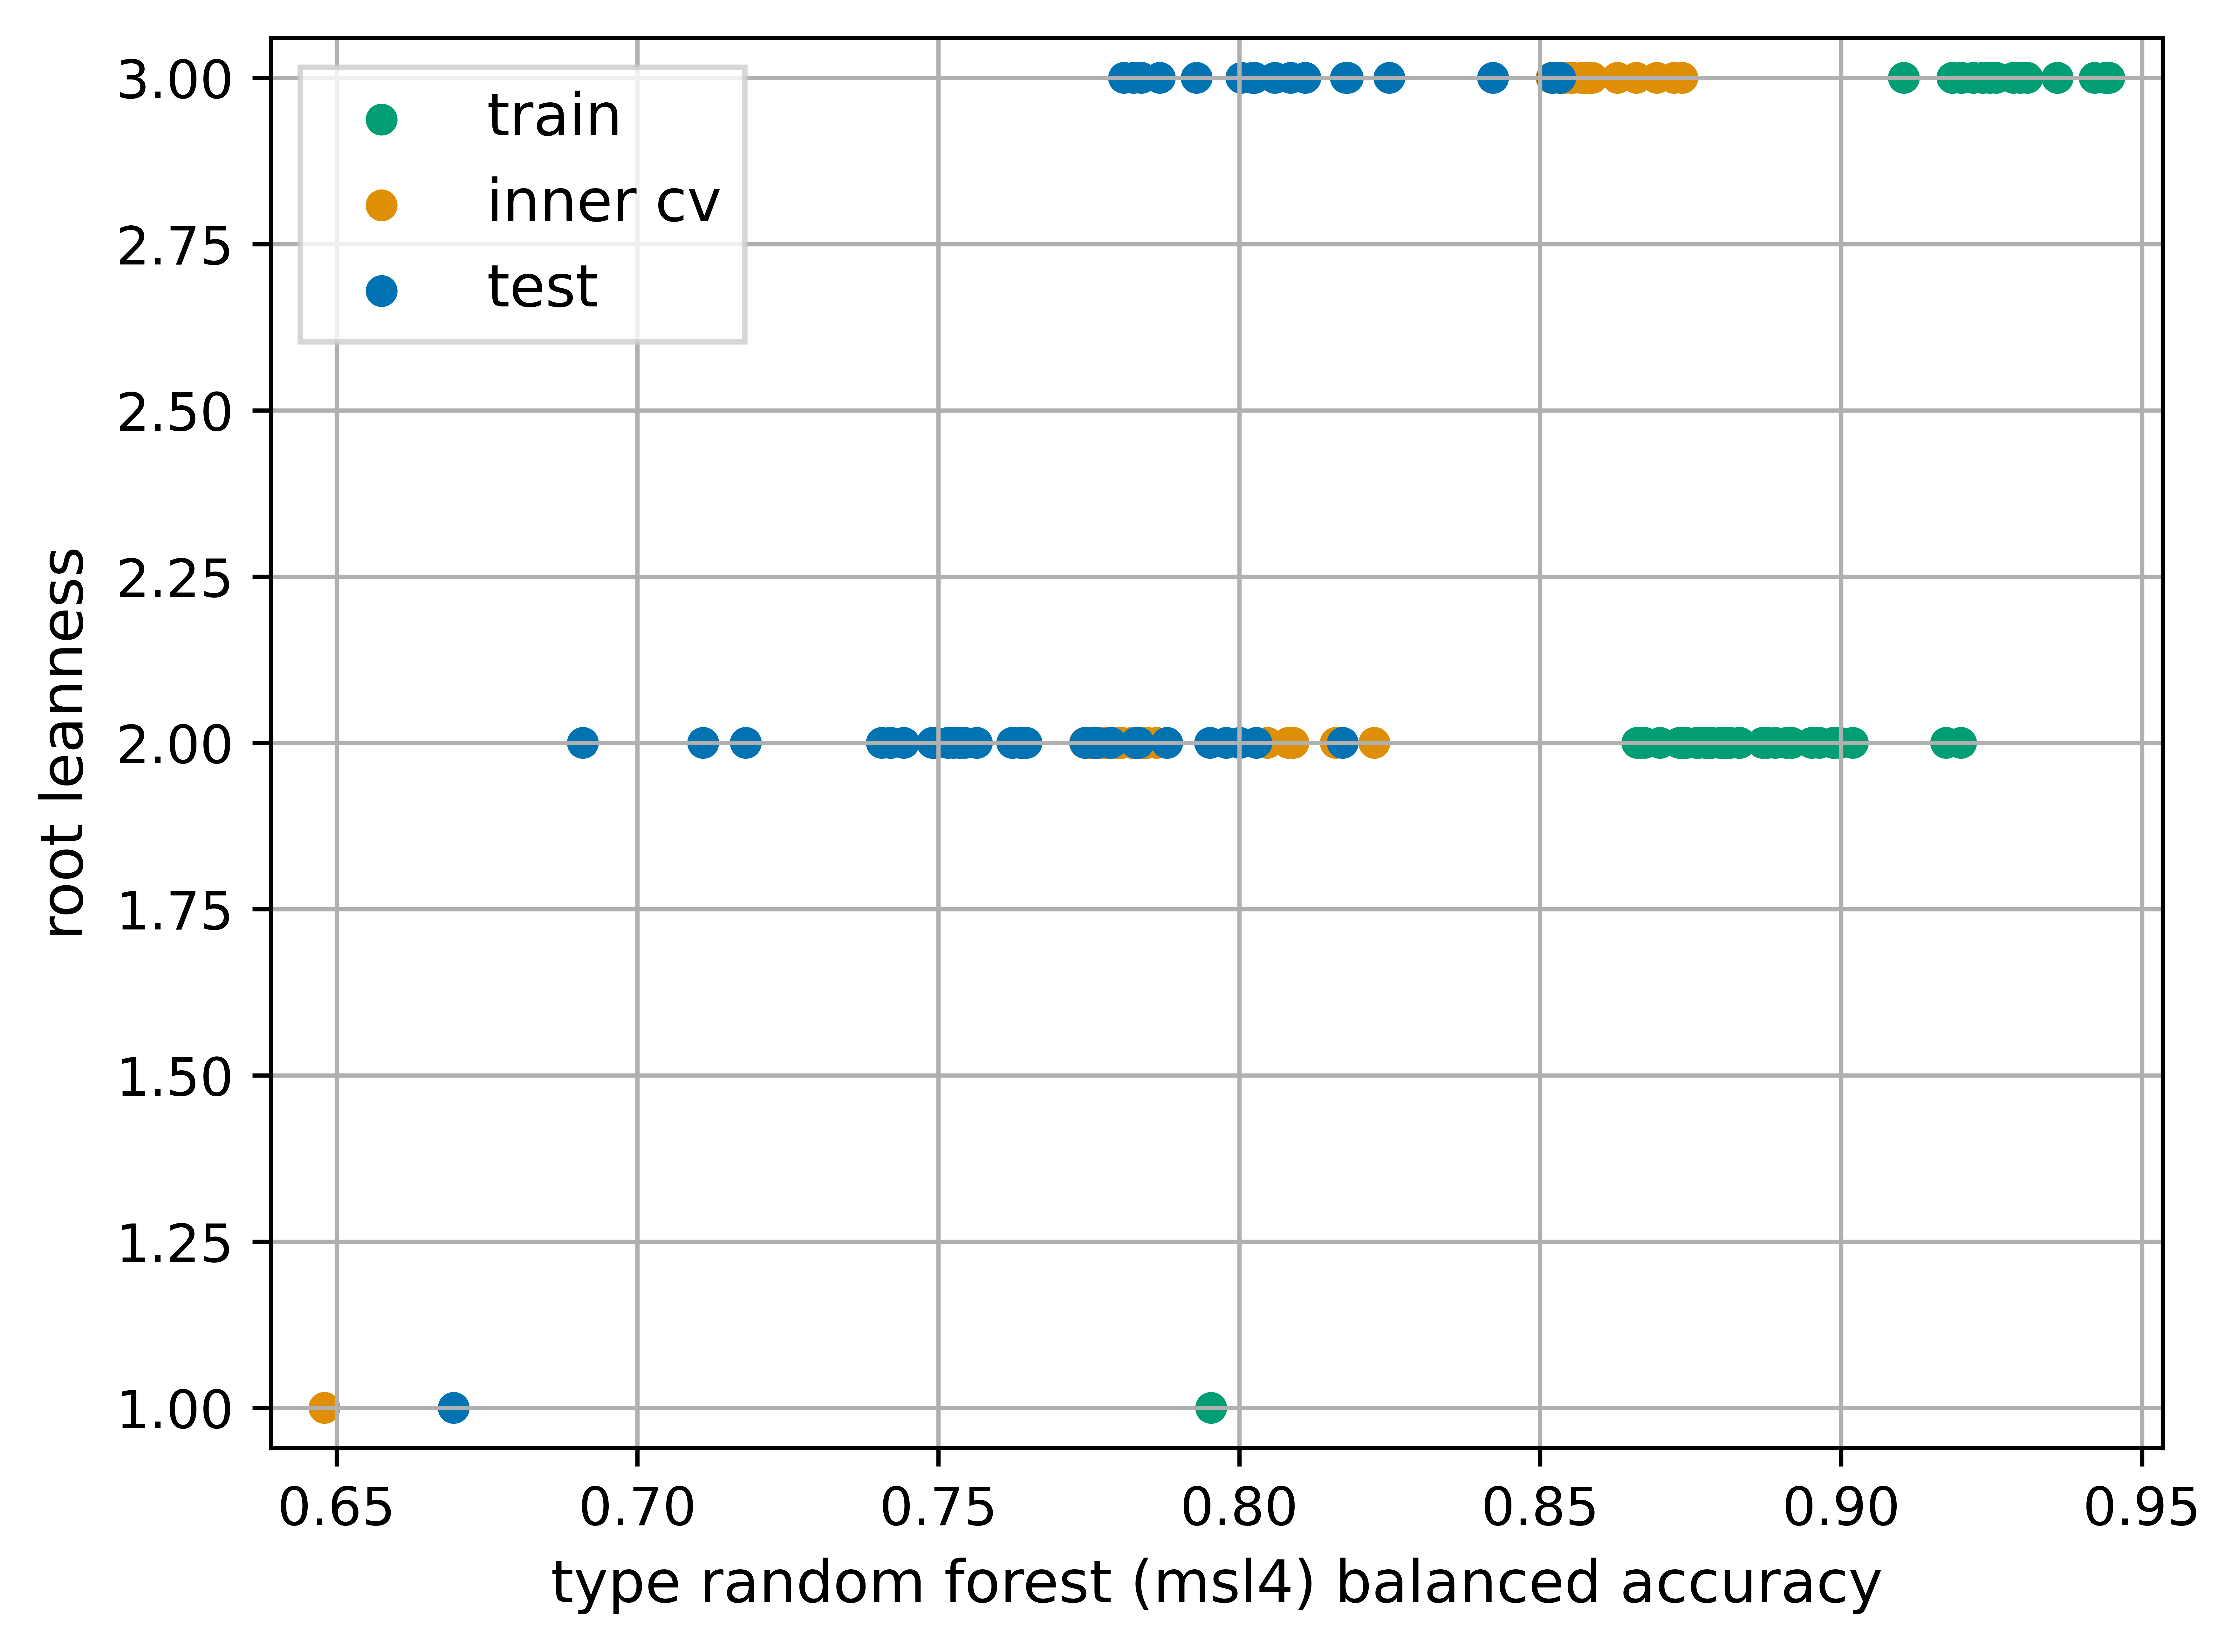 train
inner cv
test
3.00
2.75
2.50
2.25
2.00
1.75
1.50
1.25
1.00
root leanness
0.65 0.70 0.75 0.80 0.85 0.90 0.95
type random forest (msl4) balanced accuracy